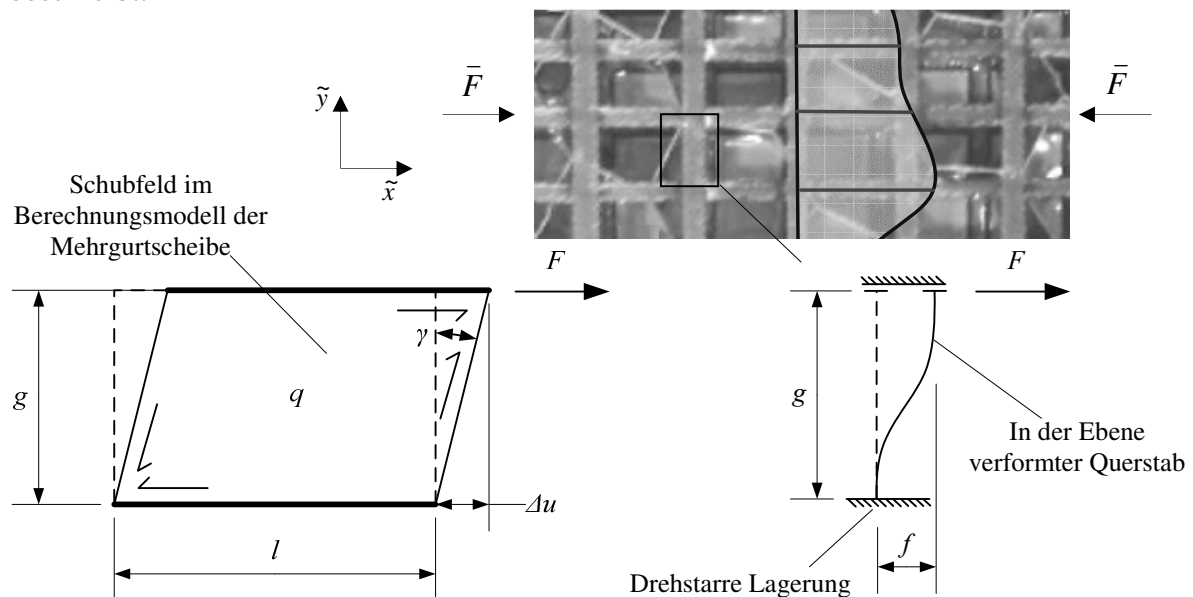 F̄
F̄
ỹ
x̃
Schubfeld im
Berechnungsmodell der
Mehrgurtscheibe
F
F
γ
g
q
g
In der Ebene
verformter Querstab
Δu
l
f
Drehstarre Lagerung